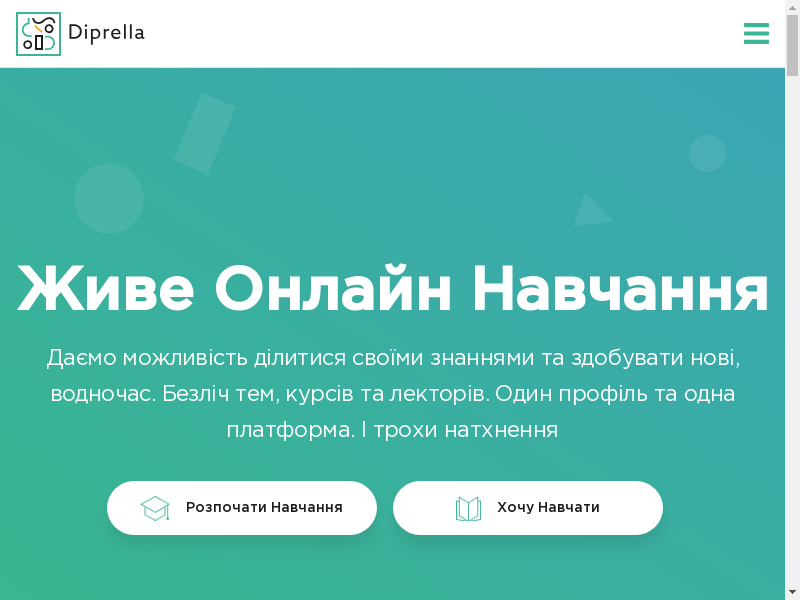 Diprella
Живе Онлайн Навчання
Даємо можливість ділитися своїми знаннями та здобувати нові,
водночас. Безліч тем, курсів та лекторів. Один профіль та одна
платформа. І трохи натхнення
Розпочати Навчання
Хочу Навчати